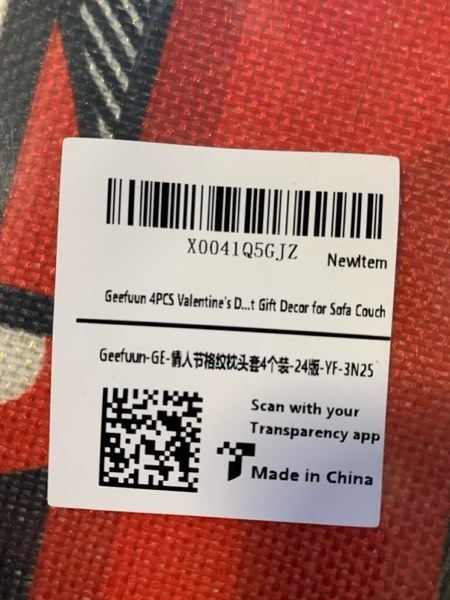 X0041Q5GJZ
NewItem
Geefuun 4PCS Valentine's D...t Gift Decor for Sofa Couch
Geefuun-GE-情人节格纹枕头套4个装-24版-YF-3N25
Scan with your
Transparency app
Made in China